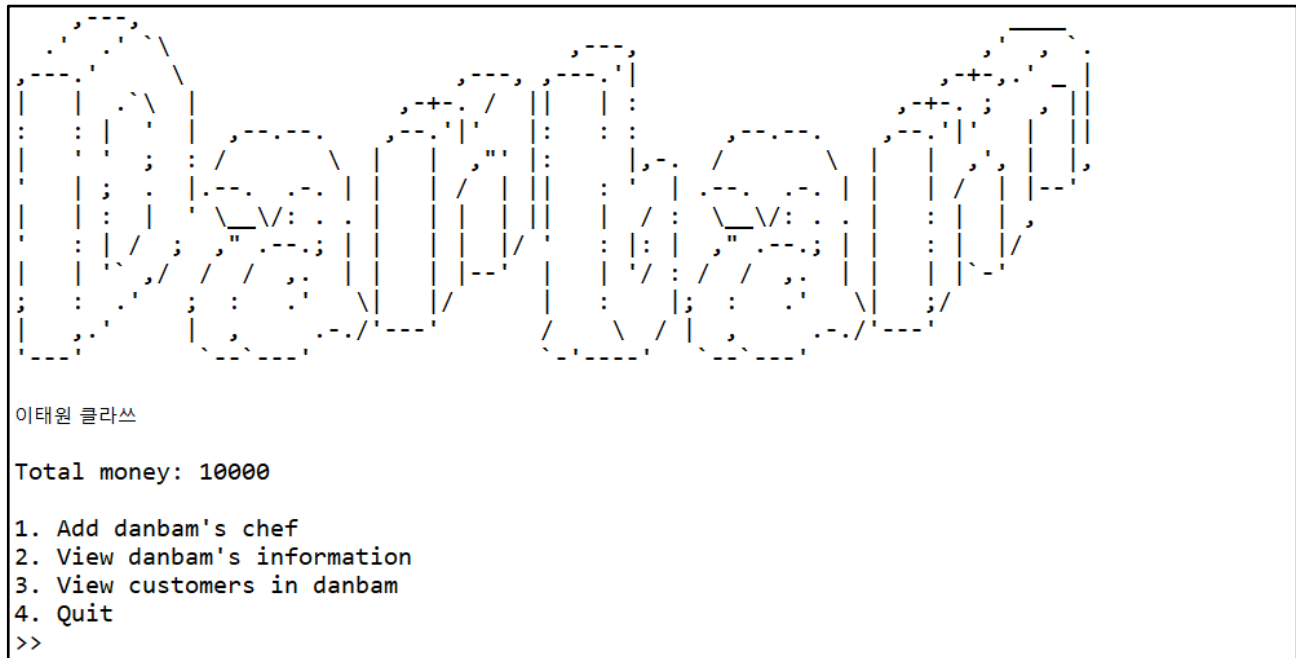 DanBam
이태원 클라쓰
Total money: 10000
1. Add danbam's chef
2. View danbam's information
3. View customers in danbam
4. Quit
>>